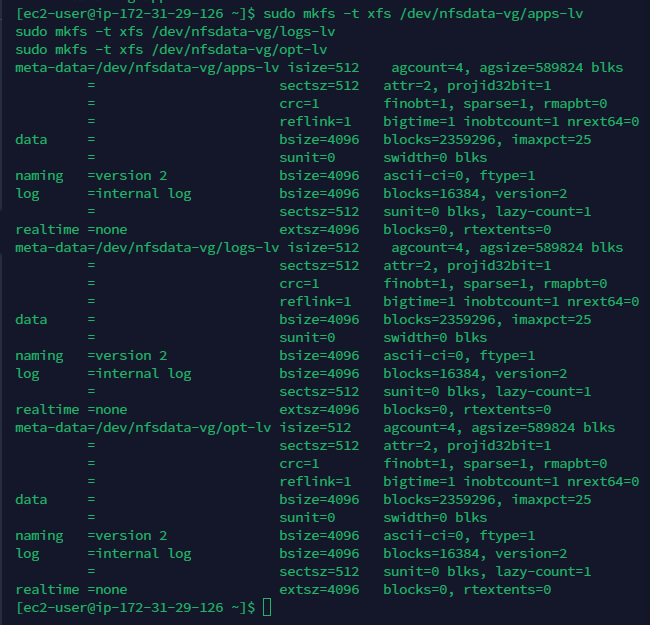 [ec2-user@ip-172-31-29-126 ~]$ sudo mkfs -t xfs /dev/nfsdata-vg/apps-lv
sudo mkfs -t xfs /dev/nfsdata-vg/logs-lv
sudo mkfs -t xfs /dev/nfsdata-vg/opt-lv
meta-data=/dev/nfsdata-vg/apps-lv isize=512    agcount=4, agsize=589824 blks
         =                       sectsz=512   attr=2, projid32bit=1
         =                       crc=1        finobt=1, sparse=1, rmapbt=0
         =                       reflink=1    bigtime=1 inobtcount=1 nrext64=0
data     =                       bsize=4096   blocks=2359296, imaxpct=25
         =                       sunit=0      swidth=0 blks
naming   =version 2              bsize=4096   ascii-ci=0, ftype=1
log      =internal log           bsize=4096   blocks=16384, version=2
         =                       sectsz=512   sunit=0 blks, lazy-count=1
realtime =none                   extsz=4096   blocks=0, rtextents=0
meta-data=/dev/nfsdata-vg/logs-lv isize=512    agcount=4, agsize=589824 blks
         =                       sectsz=512   attr=2, projid32bit=1
         =                       crc=1        finobt=1, sparse=1, rmapbt=0
         =                       reflink=1    bigtime=1 inobtcount=1 nrext64=0
data     =                       bsize=4096   blocks=2359296, imaxpct=25
         =                       sunit=0      swidth=0 blks
naming   =version 2              bsize=4096   ascii-ci=0, ftype=1
log      =internal log           bsize=4096   blocks=16384, version=2
         =                       sectsz=512   sunit=0 blks, lazy-count=1
realtime =none                   extsz=4096   blocks=0, rtextents=0
meta-data=/dev/nfsdata-vg/opt-lv isize=512    agcount=4, agsize=589824 blks
         =                       sectsz=512   attr=2, projid32bit=1
         =                       crc=1        finobt=1, sparse=1, rmapbt=0
         =                       reflink=1    bigtime=1 inobtcount=1 nrext64=0
data     =                       bsize=4096   blocks=2359296, imaxpct=25
         =                       sunit=0      swidth=0 blks
naming   =version 2              bsize=4096   ascii-ci=0, ftype=1
log      =internal log           bsize=4096   blocks=16384, version=2
         =                       sectsz=512   sunit=0 blks, lazy-count=1
realtime =none                   extsz=4096   blocks=0, rtextents=0
[ec2-user@ip-172-31-29-126 ~]$